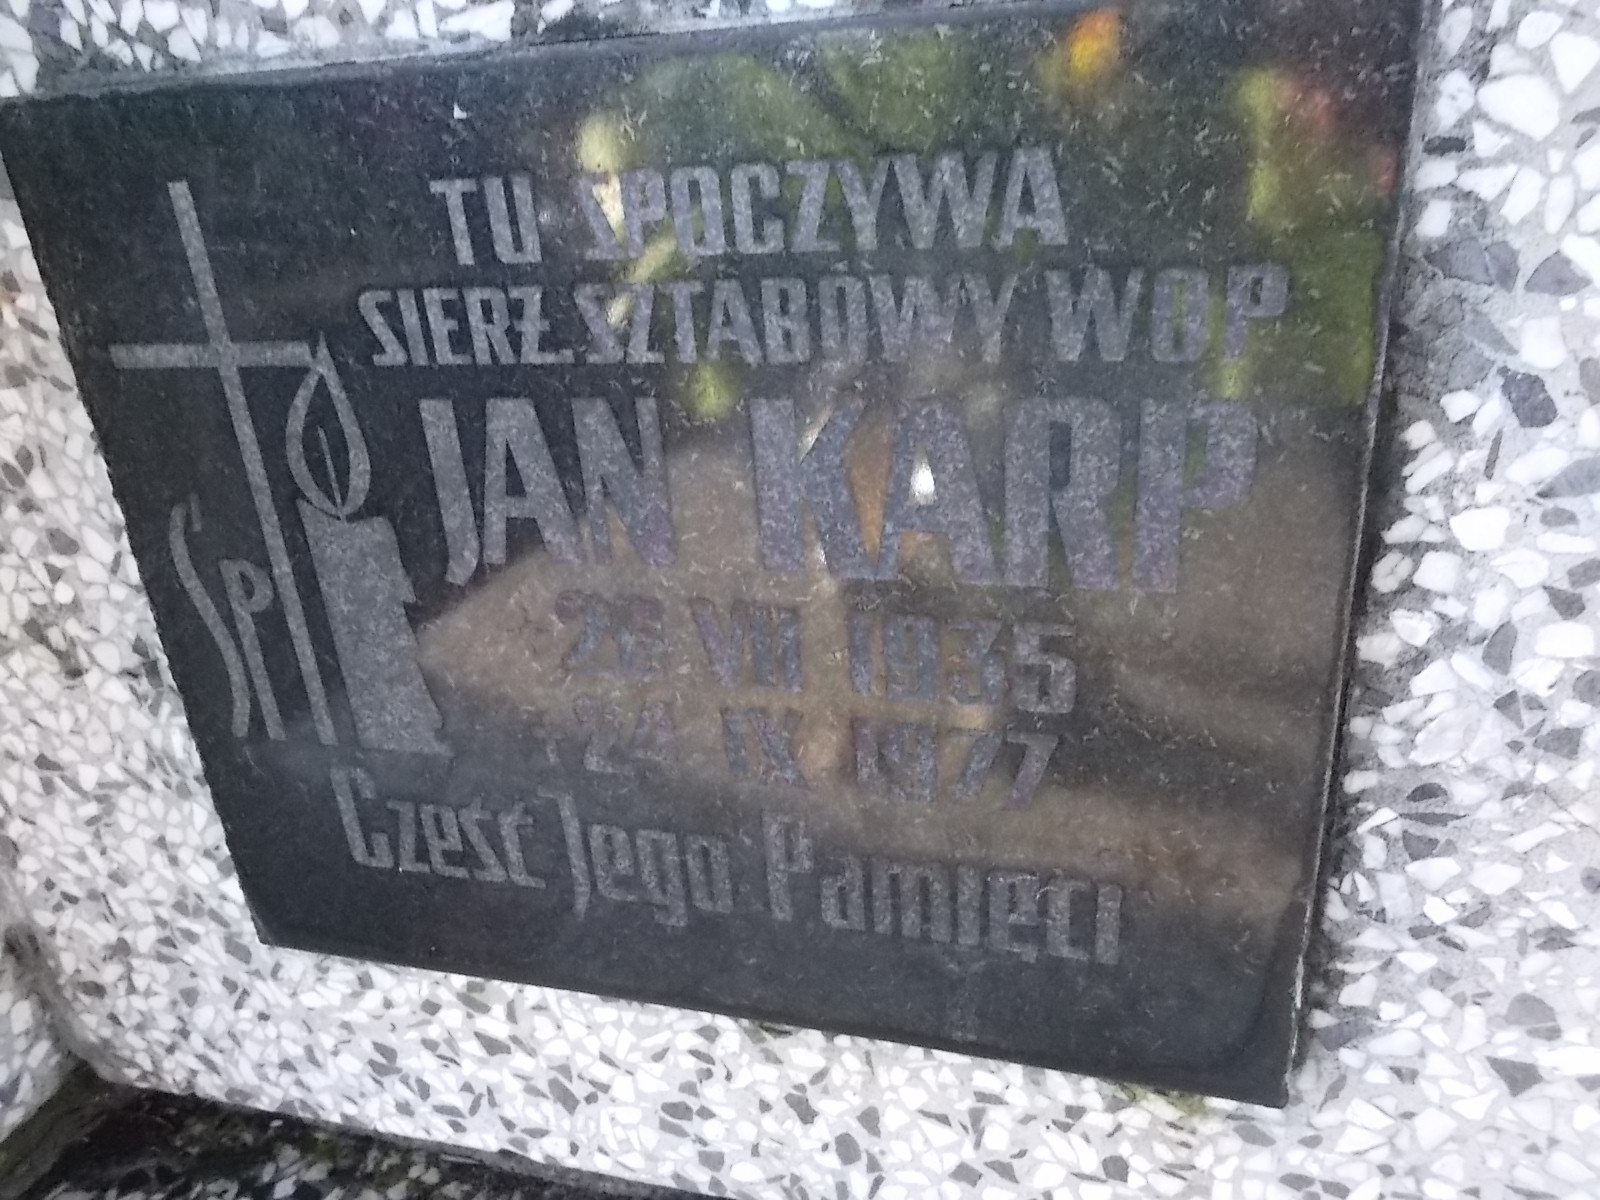 TU SPOCZYWA
SIERŻ. SZTABOWY WOP
JAN KARP
26 VII 1935
+ 24 IX 1977
Cześć Jego Pamięci
ŚP